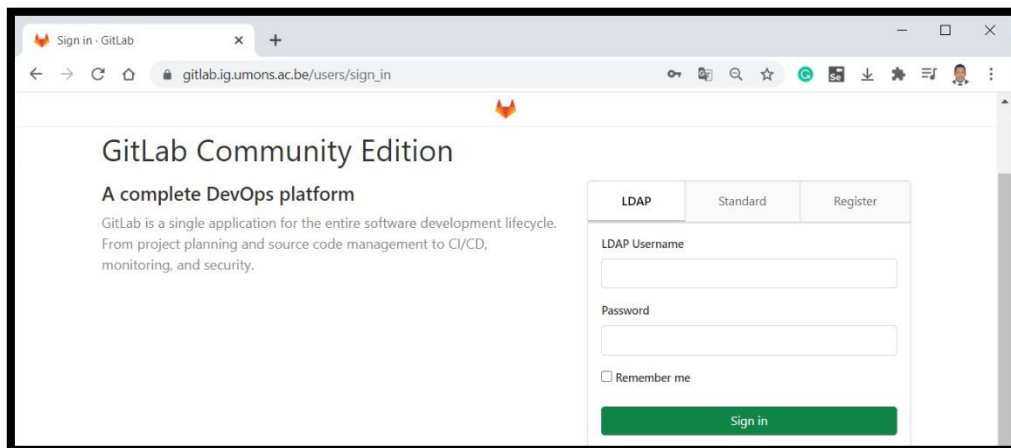 Sign in · GitLab
gitlab.ig.umons.ac.be/users/sign_in
Se
GitLab Community Edition
A complete DevOps platform
GitLab is a single application for the entire software development lifecycle.
From project planning and source code management to CI/CD,
monitoring, and security.
LDAP Standard Register
LDAP Username
Password
Remember me
Sign in